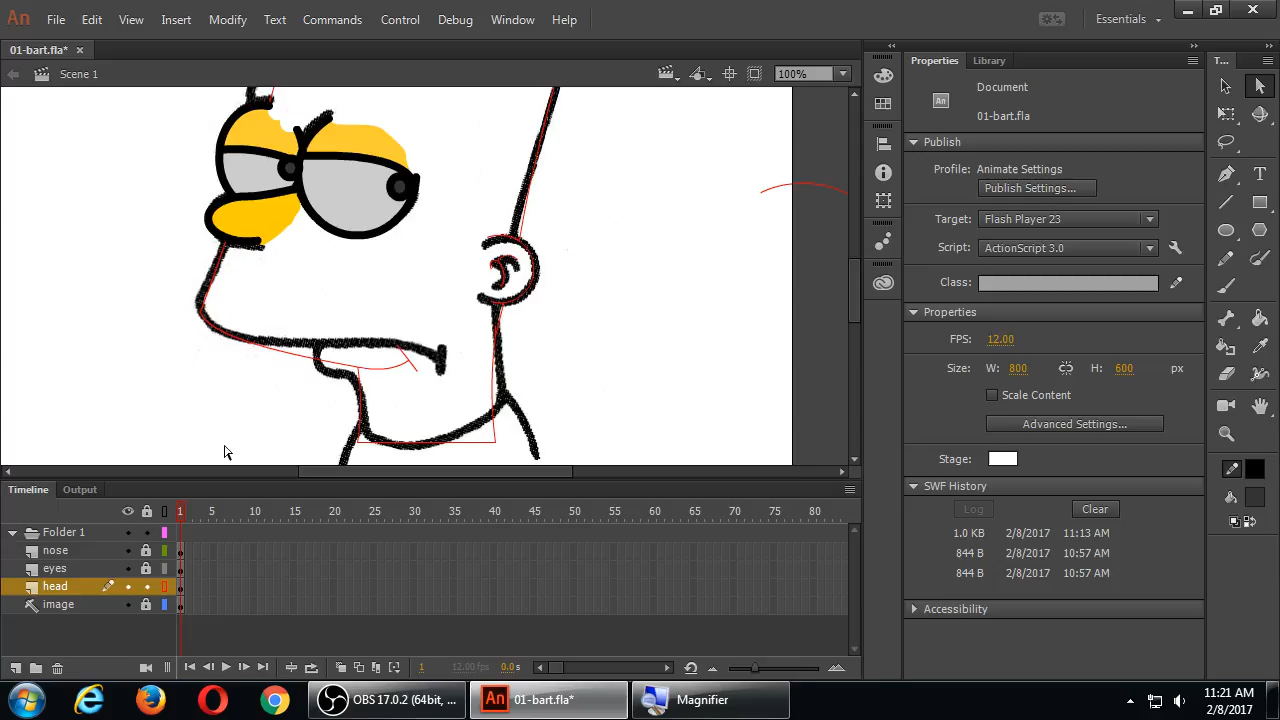 An File Edit View Insert Modify Text Commands Control Debug Window Help Essentials
01-bart.fla* ×
Scene 1 100%
Properties Library T...
Document
An 01-bart.fla
Publish
Profile: Animate Settings
Publish Settings...
Target: Flash Player 23
Script: ActionScript 3.0
Class:
Properties
FPS: 12.00
Size: W: 800 H: 600 px
Scale Content
Advanced Settings...
Stage:
SWF History
Log Clear
1.0 KB 2/8/2017 11:13 AM
844 B 2/8/2017 10:57 AM
844 B 2/8/2017 10:57 AM
Accessibility
Timeline Output
1 5 10 15 20 25 30 35 40 45 50 55 60 65 70 75 80
Folder 1
nose
eyes
head
image
1 12.00 fps 0.0 s
OBS 17.0.2 (64bit, ... An 01-bart.fla* Magnifier
11:21 AM
2/8/2017